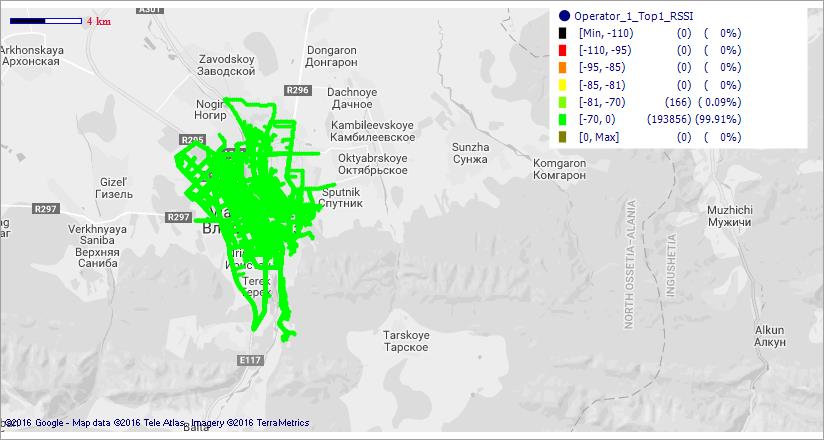 A301
4 km
Arkhonskaya
Архонская
Zavodskoy
Заводской
Dongaron
Донгарон
R296
Dachnoye
Дачное
Nogir
Ногир
Kambileevskoye
Камбилеевское
R295
Oktyabrskoye
Октябрьское
Sunzha
Сунжа
Komgaron
Комгарон
Gizel'
Гизель
Sputnik
Спутник
R297
R297
Muzhichi
Мужичи
Verkhnyaya
Saniba
Верхняя
Саниба
Terek
NORTH OSSETIA-ALANIA
INGUSHETIA
Tarskoye
Тарское
Alkun
Алкун
E117
Balta
©2016 Google - Map data ©2016 Tele Atlas, Imagery ©2016 TerraMetrics
Operator_1_Top1_RSSI
[Min, -110) (0) ( 0%)
[-110, -95) (0) ( 0%)
[-95, -85) (0) ( 0%)
[-85, -81) (0) ( 0%)
[-81, -70) (166) ( 0.09%)
[-70, 0) (193856) (99.91%)
[0, Max] (0) ( 0%)